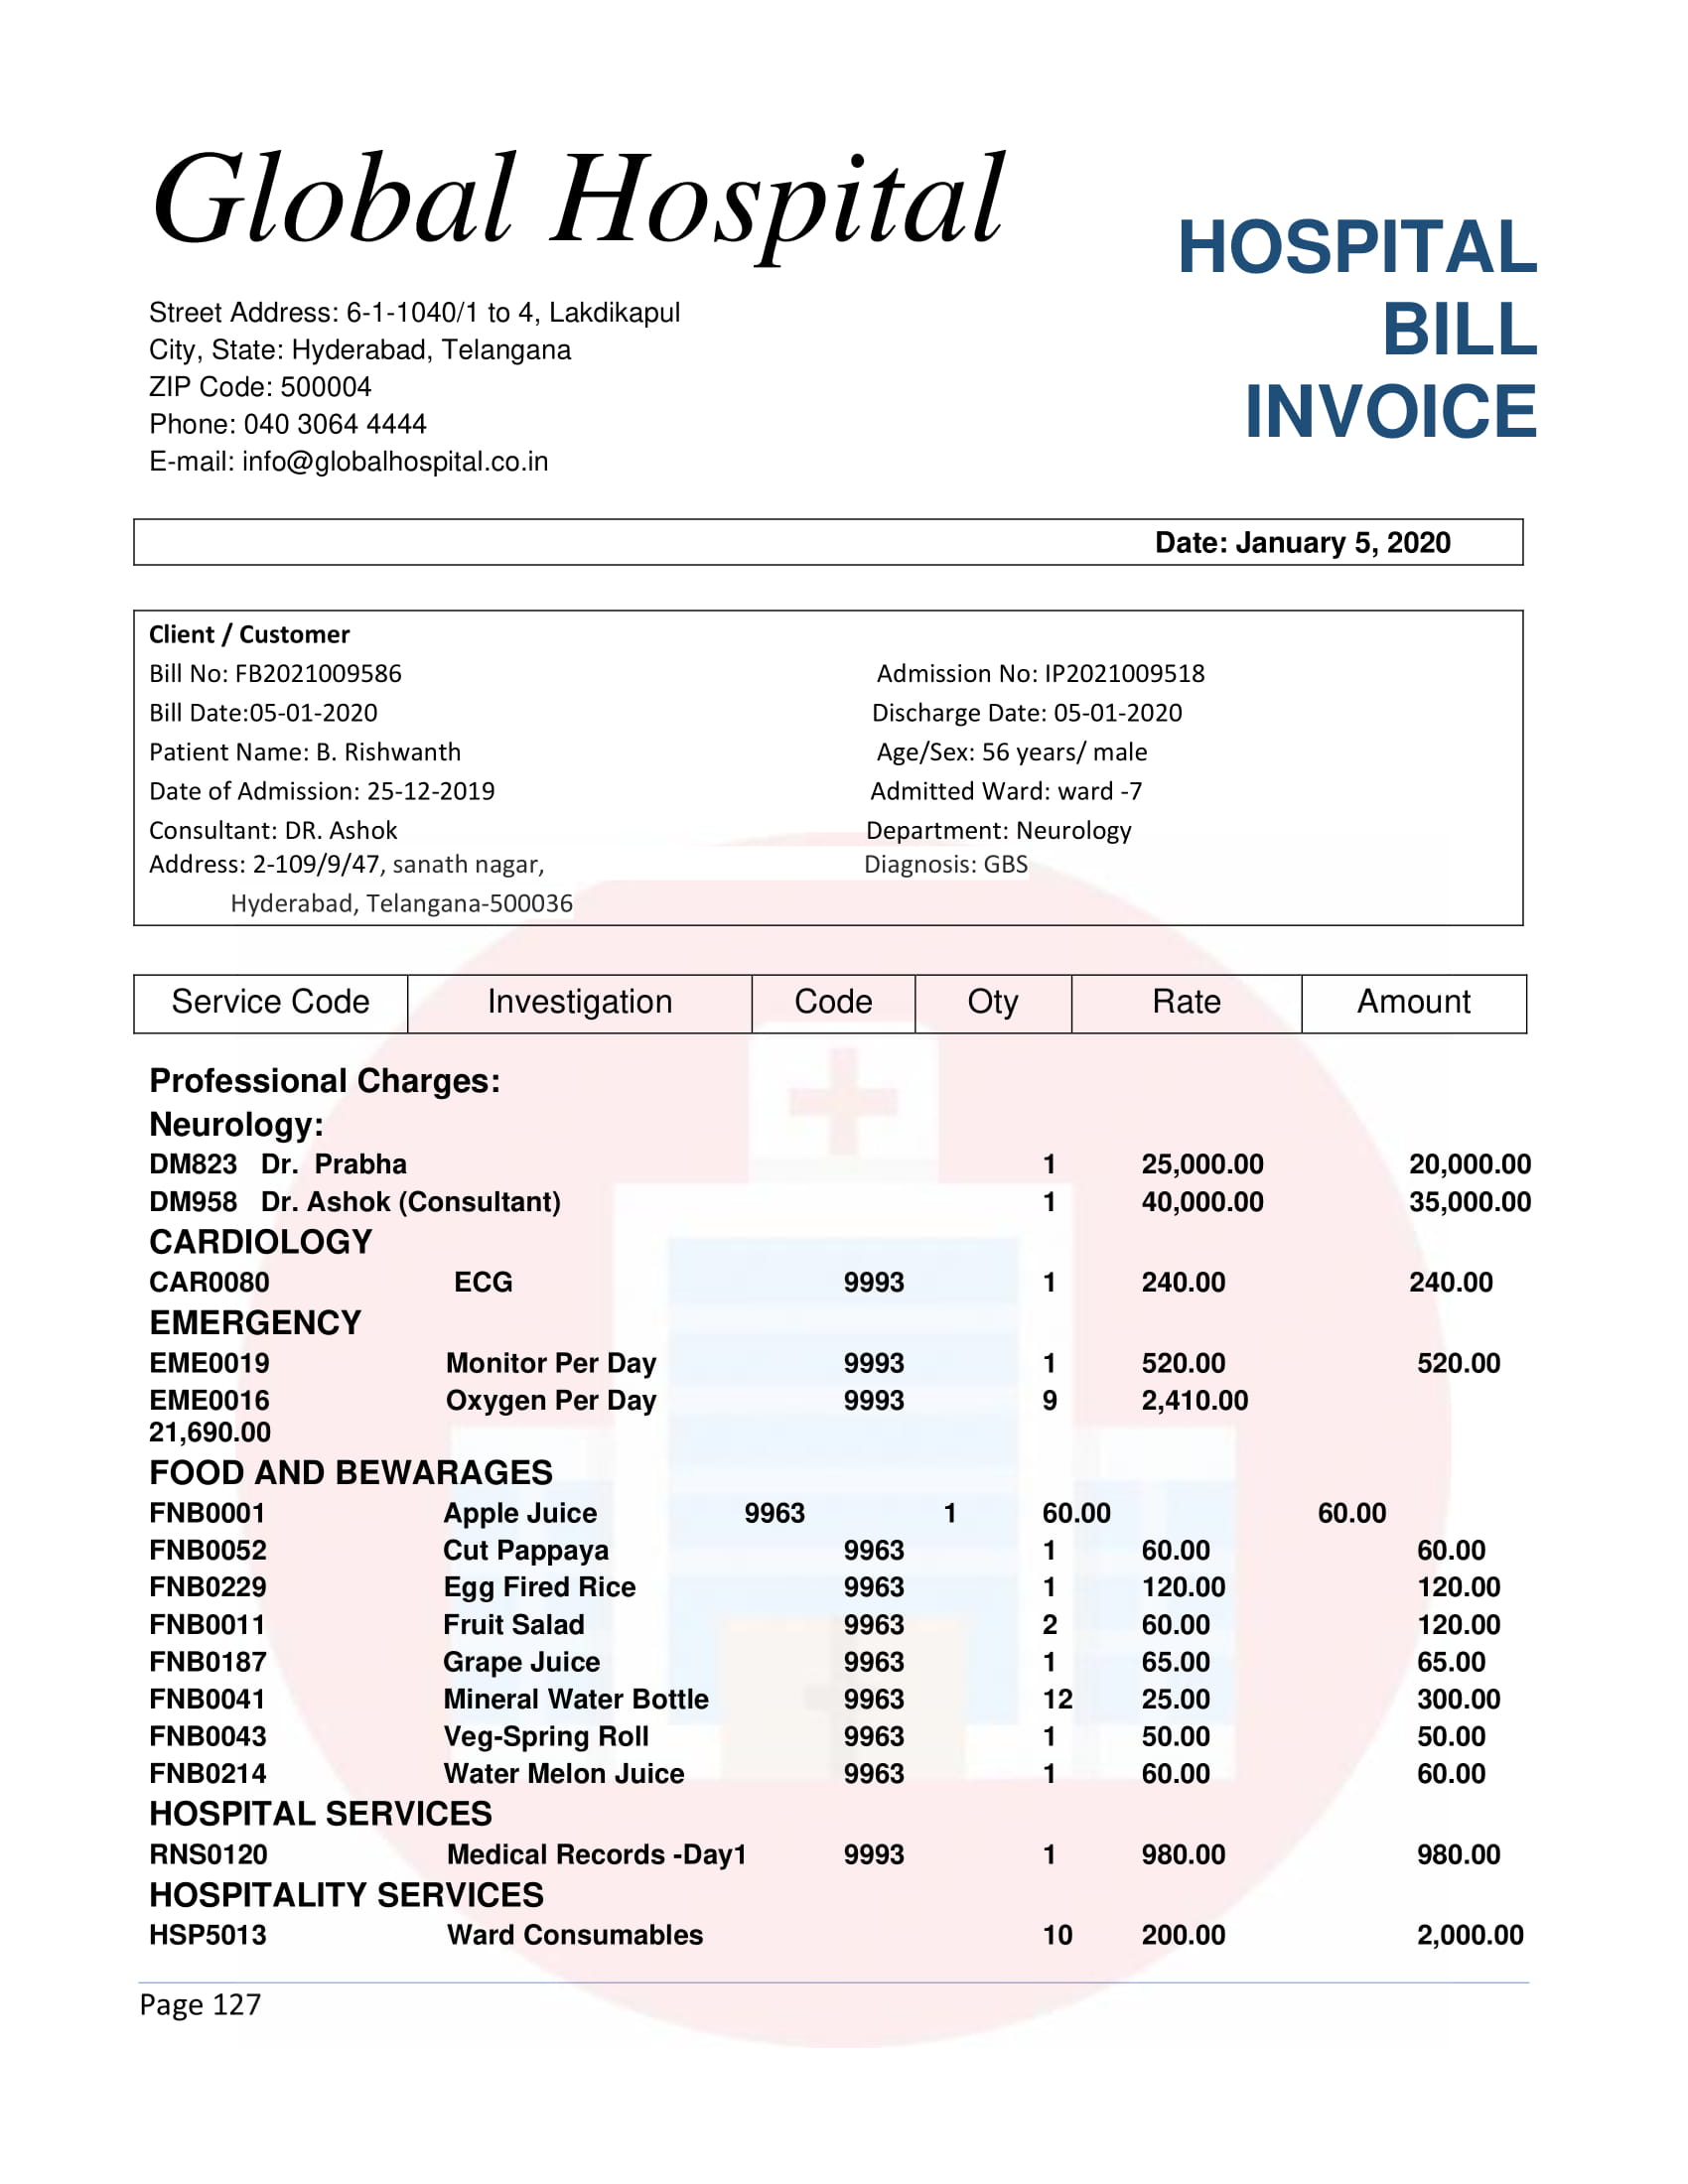 Global Hospital
HOSPITAL
BILL
INVOICE
Street Address: 6-1-1040/1 to 4, Lakdikapul
City, State: Hyderabad, Telangana
ZIP Code: 500004
Phone: 040 3064 4444
E-mail: info@globalhospital.co.in
Date: January 5, 2020
Client / Customer
Bill No: FB2021009586 Admission No: IP2021009518
Bill Date:05-01-2020 Discharge Date: 05-01-2020
Patient Name: B. Rishwanth Age/Sex: 56 years/ male
Date of Admission: 25-12-2019 Admitted Ward: ward -7
Consultant: DR. Ashok Department: Neurology
Address: 2-109/9/47, sanath nagar, Diagnosis: GBS
Hyderabad, Telangana-500036
Service Code Investigation Code Oty Rate Amount
Professional Charges:
Neurology:
DM823 Dr. Prabha 1 25,000.00 20,000.00
DM958 Dr. Ashok (Consultant) 1 40,000.00 35,000.00
CARDIOLOGY
CAR0080 ECG 9993 1 240.00 240.00
EMERGENCY
EME0019 Monitor Per Day 9993 1 520.00 520.00
EME0016 Oxygen Per Day 9993 9 2,410.00
21,690.00
FOOD AND BEWARAGES
FNB0001 Apple Juice 9963 1 60.00 60.00
FNB0052 Cut Pappaya 9963 1 60.00 60.00
FNB0229 Egg Fired Rice 9963 1 120.00 120.00
FNB0011 Fruit Salad 9963 2 60.00 120.00
FNB0187 Grape Juice 9963 1 65.00 65.00
FNB0041 Mineral Water Bottle 9963 12 25.00 300.00
FNB0043 Veg-Spring Roll 9963 1 50.00 50.00
FNB0214 Water Melon Juice 9963 1 60.00 60.00
HOSPITAL SERVICES
RNS0120 Medical Records -Day1 9993 1 980.00 980.00
HOSPITALITY SERVICES
HSP5013 Ward Consumables 10 200.00 2,000.00
Page 127